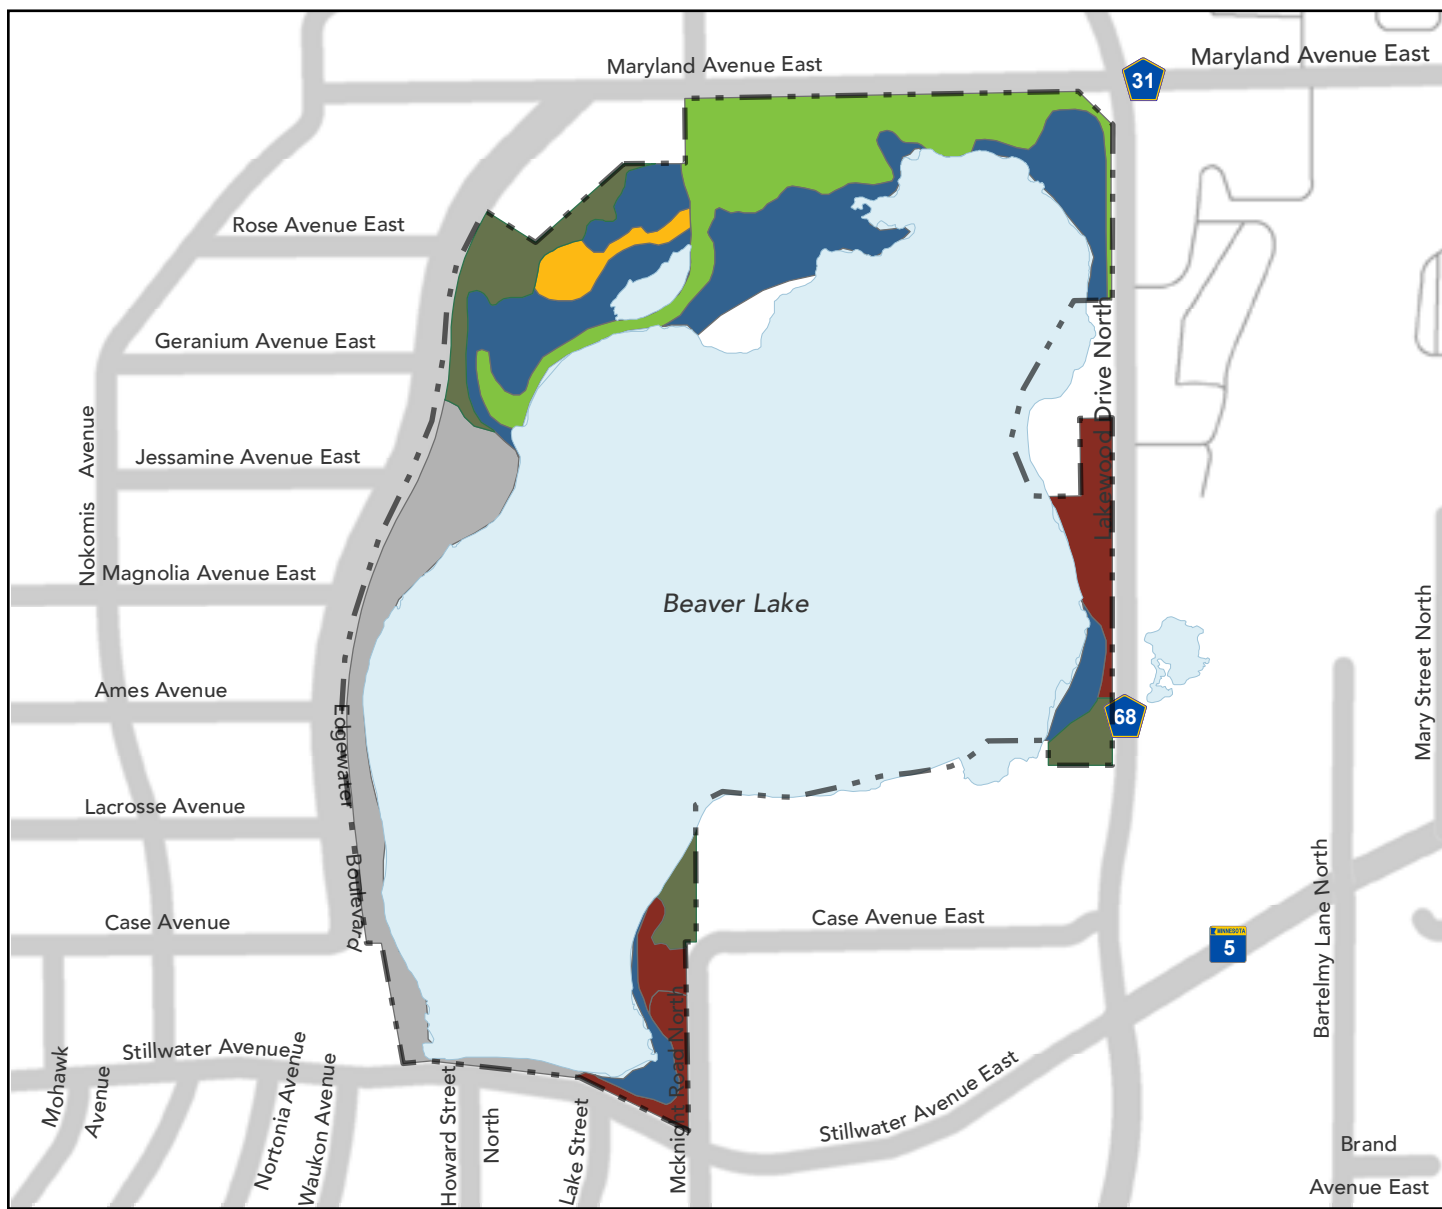 Maryland Avenue East
Maryland Avenue East
31
Rose Avenue East
Geranium Avenue East
Lakewood Drive North
Nokomis Avenue
Jessamine Avenue East
Magnolia Avenue East
Beaver Lake
Mary Street North
Ames Avenue
68
Edgewater Boulevard
Lacrosse Avenue
Bartelmy Lane North
Case Avenue
Case Avenue East
MINNESOTA
5
Mcknight Road North
Stillwater Avenue
Mohawk Avenue
Nortonia Avenue
Waukon Avenue
Howard Street North
Lake Street
Stillwater Avenue East
Brand
Avenue East